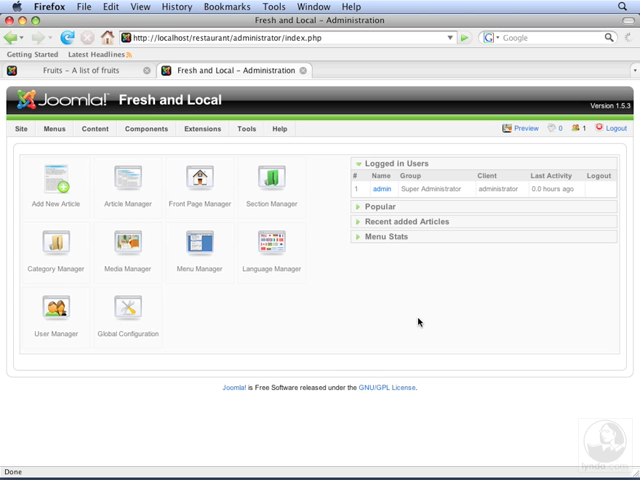 Firefox File Edit View History Bookmarks Tools Window Help
Fresh and Local - Administration
http://localhost/restaurant/administrator/index.php
Google
Getting Started Latest Headlines
Fruits - A list of fruits
Fresh and Local - Administration
Joomla! Fresh and Local
Version 1.5.3
Site Menus Content Components Extensions Tools Help
Preview 0 1 Logout
Add New Article
Article Manager
Front Page Manager
Section Manager
Category Manager
Media Manager
Menu Manager
Language Manager
User Manager
Global Configuration
Logged in Users
# Name Group Client Last Activity Logout
1 admin Super Administrator administrator 0.0 hours ago
Popular
Recent added Articles
Menu Stats
Joomla! is Free Software released under the GNU/GPL License.
lynda.com
Done